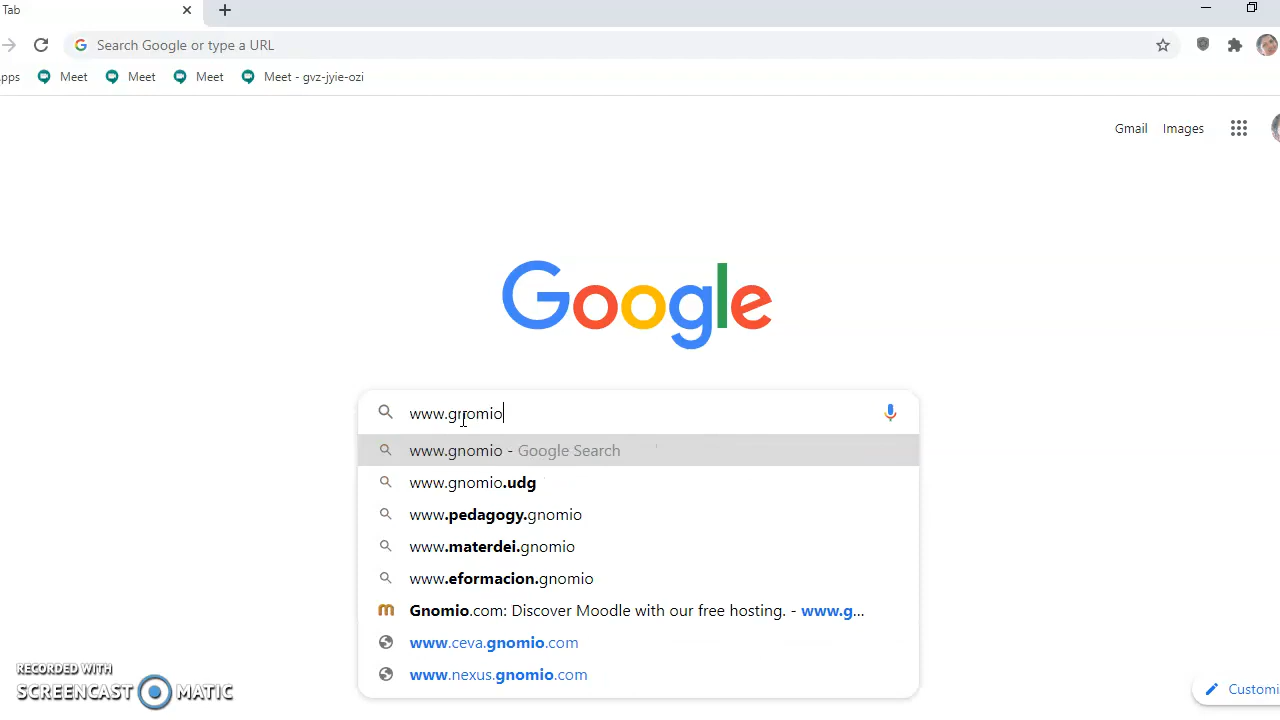 Tab
Search Google or type a URL
pps Meet Meet Meet Meet - gvz-jyie-ozi
Gmail Images
Google
www.gnomio
www.gnomio - Google Search
www.gnomio.udg
www.pedagogy.gnomio
www.materdei.gnomio
www.eformacion.gnomio
Gnomio.com: Discover Moodle with our free hosting. - www.g...
www.ceva.gnomio.com
www.nexus.gnomio.com
Customi
RECORDED WITH
SCREENCAST MATIC